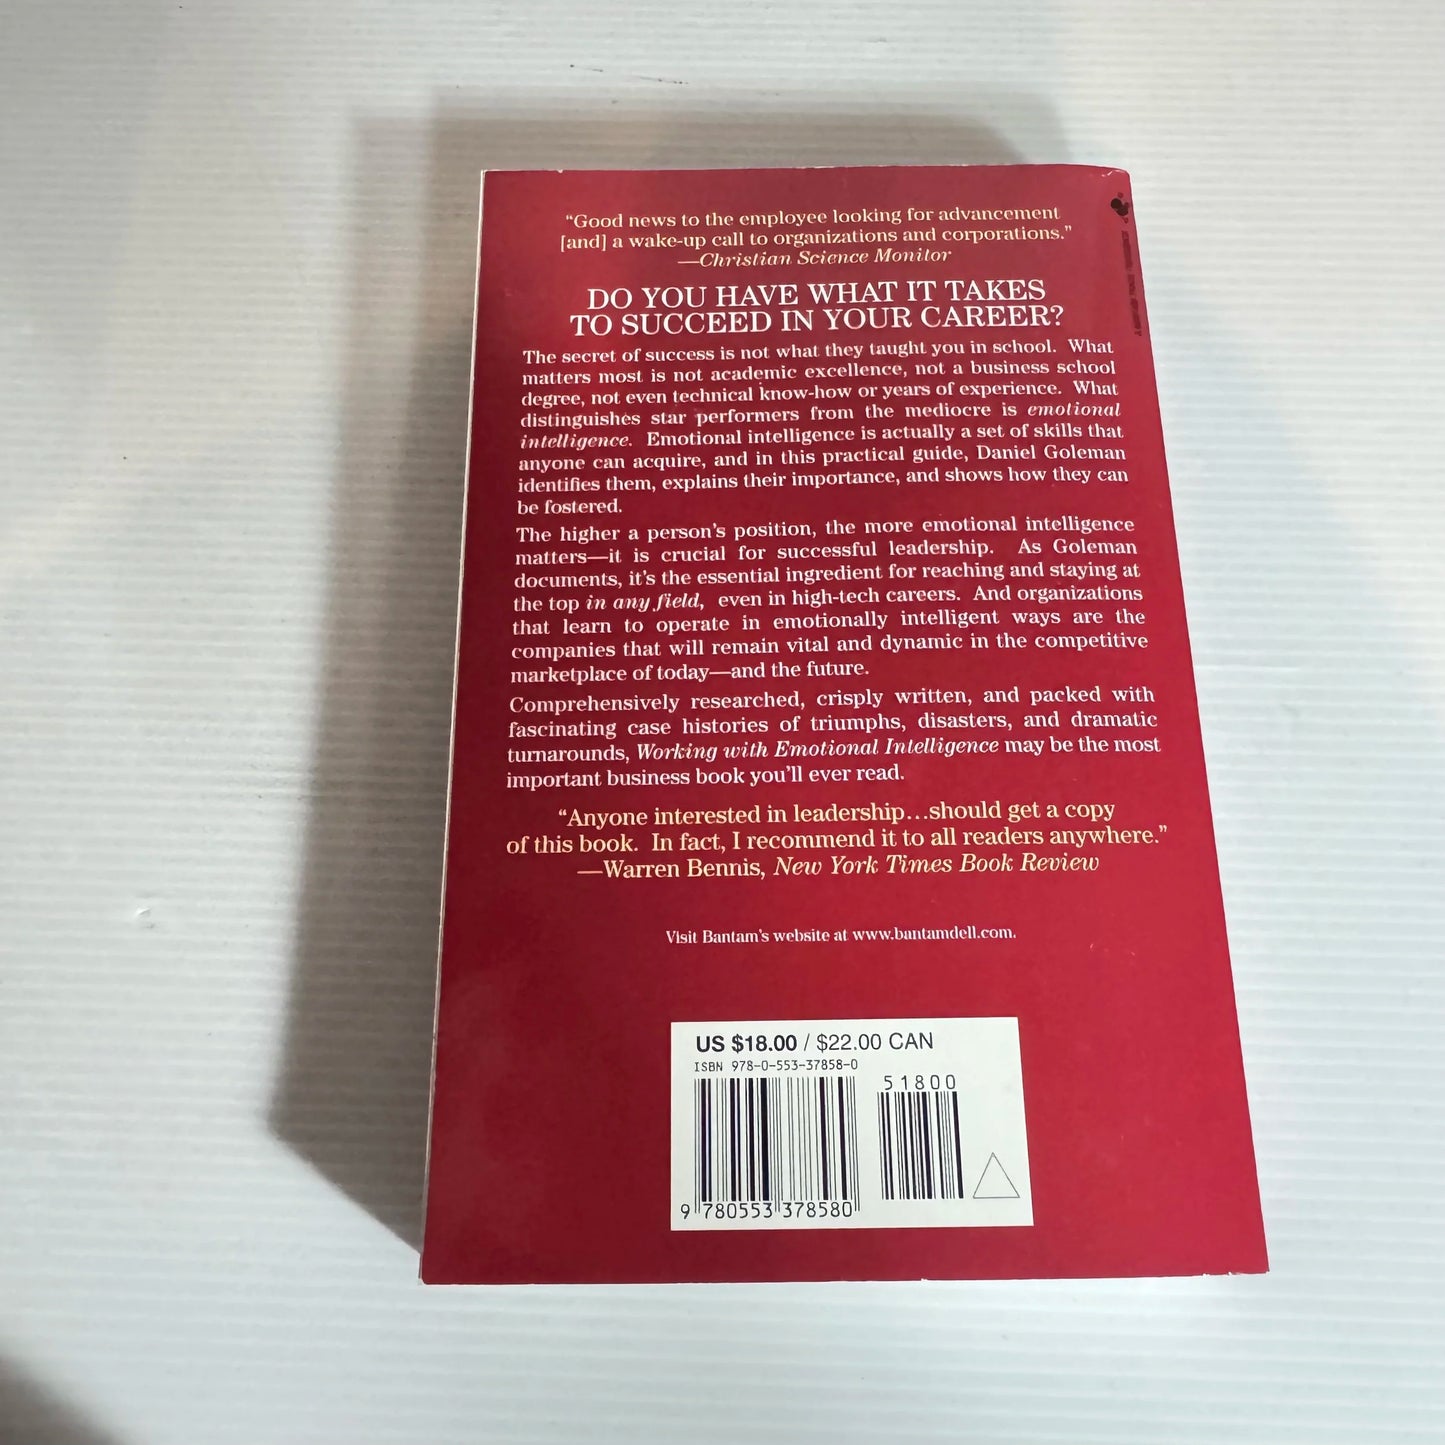 “Good news to the employee looking for advancement
[and] a wake-up call to organizations and corporations.”
—Christian Science Monitor
DO YOU HAVE WHAT IT TAKES
TO SUCCEED IN YOUR CAREER?
The secret of success is not what they taught you in school. What
matters most is not academic excellence, not a business school
degree, not even technical know-how or years of experience. What
distinguishes star performers from the mediocre is emotional
intelligence. Emotional intelligence is actually a set of skills that
anyone can acquire, and in this practical guide, Daniel Goleman
identifies them, explains their importance, and shows how they can
be fostered.
The higher a person’s position, the more emotional intelligence
matters—it is crucial for successful leadership. As Goleman
documents, it’s the essential ingredient for reaching and staying at
the top in any field, even in high-tech careers. And organizations
that learn to operate in emotionally intelligent ways are the
companies that will remain vital and dynamic in the competitive
marketplace of today—and the future.
Comprehensively researched, crisply written, and packed with
fascinating case histories of triumphs, disasters, and dramatic
turnarounds, Working with Emotional Intelligence may be the most
important business book you’ll ever read.
“Anyone interested in leadership…should get a copy
of this book. In fact, I recommend it to all readers anywhere.”
—Warren Bennis, New York Times Book Review
Visit Bantam’s website at www.bantamdell.com.
US $18.00 / $22.00 CAN
ISBN 978-0-553-37858-0
51800
9 780553 378580